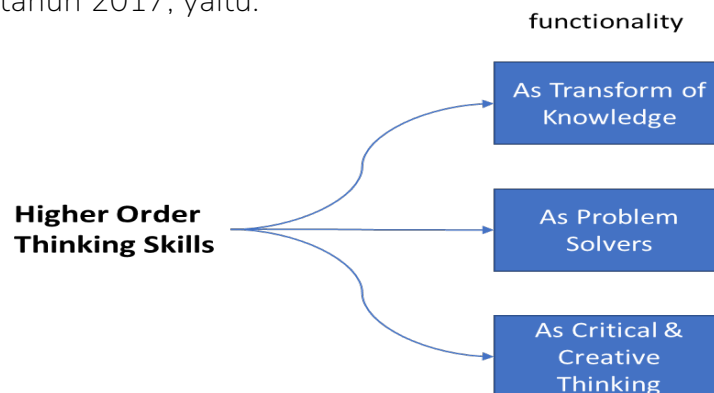 tahun 2017, yaitu:
functionality
As Transform of
Knowledge
Higher Order
Thinking Skills
As Problem
Solvers
As Critical &
Creative
Thinking